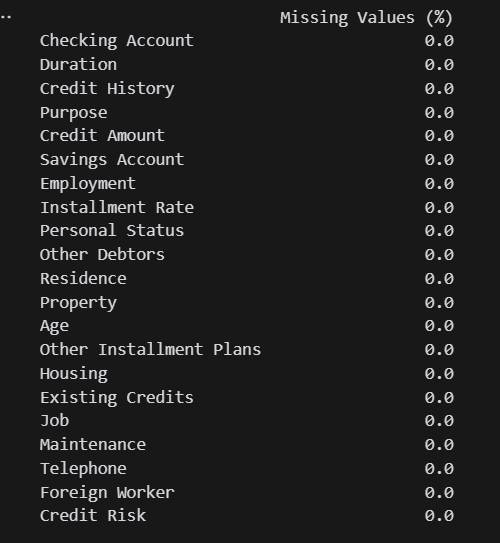 .. Missing Values (%)
Checking Account 0.0
Duration 0.0
Credit History 0.0
Purpose 0.0
Credit Amount 0.0
Savings Account 0.0
Employment 0.0
Installment Rate 0.0
Personal Status 0.0
Other Debtors 0.0
Residence 0.0
Property 0.0
Age 0.0
Other Installment Plans 0.0
Housing 0.0
Existing Credits 0.0
Job 0.0
Maintenance 0.0
Telephone 0.0
Foreign Worker 0.0
Credit Risk 0.0